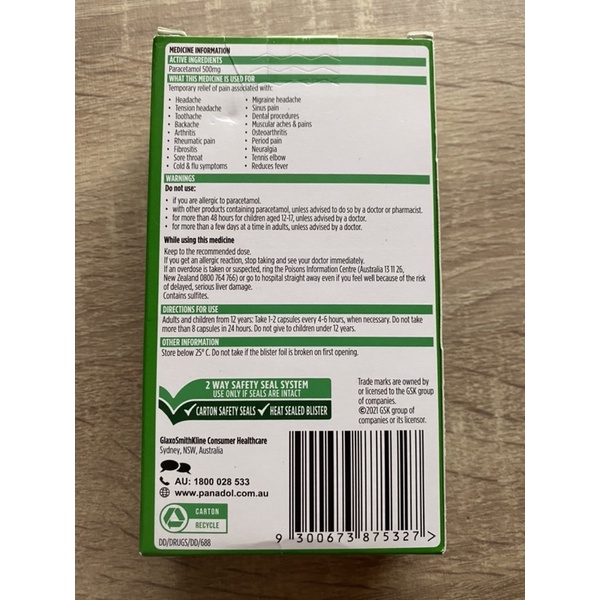 MEDICINE INFORMATION
ACTIVE INGREDIENTS
Paracetamol 500mg
WHAT THIS MEDICINE IS USED FOR
Temporary relief of pain associated with:
• Headache
• Tension headache
• Toothache
• Backache
• Arthritis
• Rheumatic pain
• Fibrositis
• Sore throat
• Cold & flu symptoms
• Migraine headache
• Sinus pain
• Dental procedures
• Muscular aches & pains
• Osteoarthritis
• Period pain
• Neuralgia
• Tennis elbow
• Reduces fever
WARNINGS
Do not use:
• if you are allergic to paracetamol.
• with other products containing paracetamol, unless advised to do so by a doctor or pharmacist.
• for more than 48 hours for children aged 12-17, unless advised by a doctor.
• for more than a few days at a time in adults, unless advised by a doctor.
While using this medicine
Keep to the recommended dose.
If you get an allergic reaction, stop taking and see your doctor immediately.
If an overdose is taken or suspected, ring the Poisons Information Centre (Australia 13 11 26,
New Zealand 0800 764 766) or go to hospital straight away even if you feel well because of the risk
of delayed, serious liver damage.
Contains sulfites.
DIRECTIONS FOR USE
Adults and children from 12 years: Take 1-2 capsules every 4-6 hours, when necessary. Do not take
more than 8 capsules in 24 hours. Do not give to children under 12 years.
OTHER INFORMATION
Store below 25° C. Do not take if the blister foil is broken on first opening.
2 WAY SAFETY SEAL SYSTEM
USE ONLY IF SEALS ARE INTACT
CARTON SAFETY SEALS HEAT SEALED BLISTER
Trade marks are owned by
or licensed to the GSK group
of companies.
©2021 GSK group of
companies or its licensor.
GlaxoSmithKline Consumer Healthcare
Sydney, NSW, Australia
AU: 1800 028 533
www.panadol.com.au
CARTON
RECYCLE
DD/DRUGS/DD/688
9 300673 875327 >